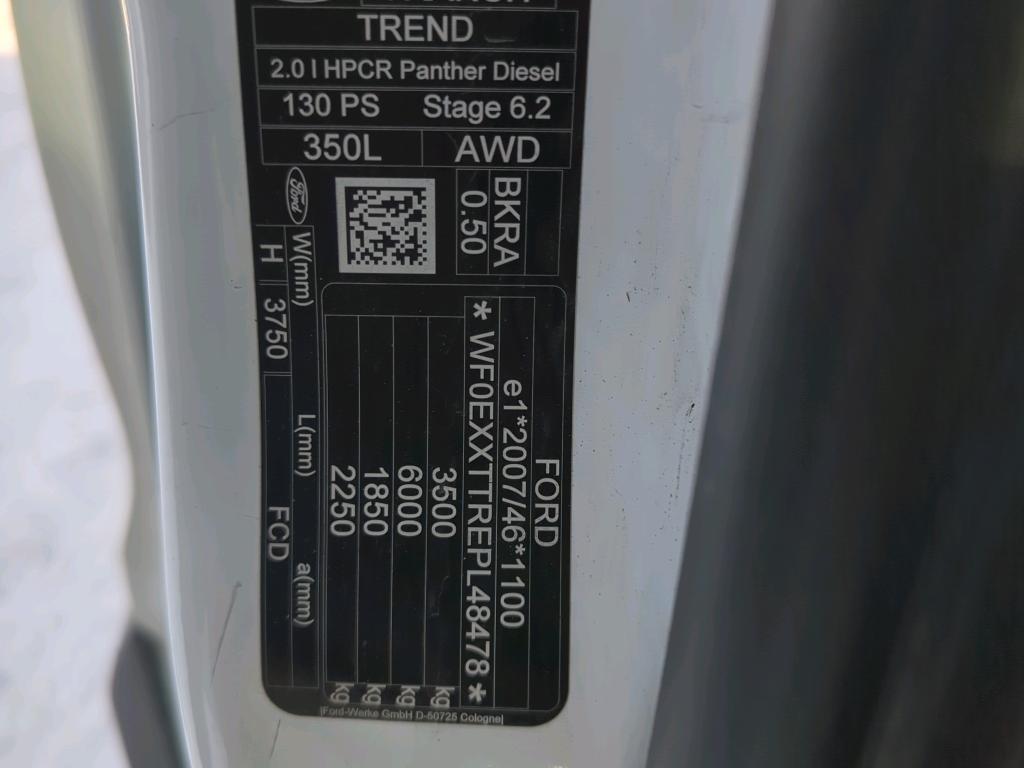 TREND
2.0 l HPCR Panther Diesel
130 PS Stage 6.2
350L AWD
BKRA
0.50
Ford
W(mm) L(mm) a(mm)
H 3750 FCD
FORD
e1*2007/46*1100
* WF0EXXTTREPL48478 *
3500 kg
6000 kg
1850 kg
2250 kg
|Ford-Werke GmbH D-50725 Cologne|